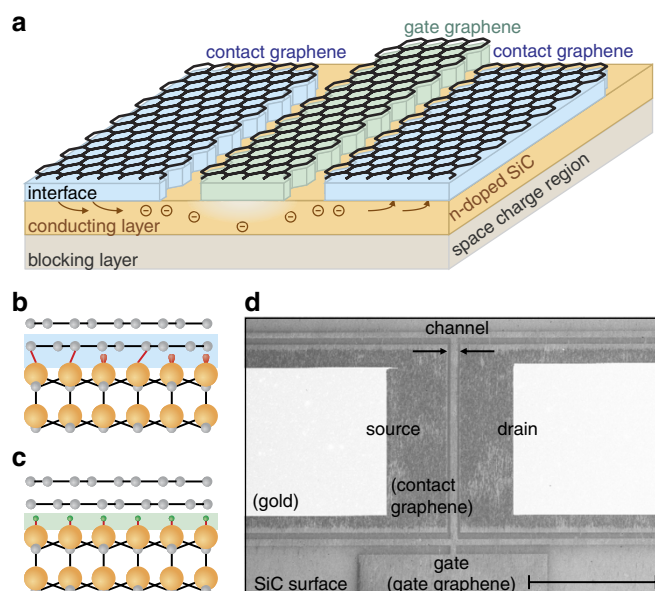 a
gate graphene
contact graphene
contact graphene
interface
conducting layer
blocking layer
n-doped SiC
space charge region
b
c
d
channel
source
drain
(gold)
(contact
graphene)
gate
(gate graphene)
SiC surface